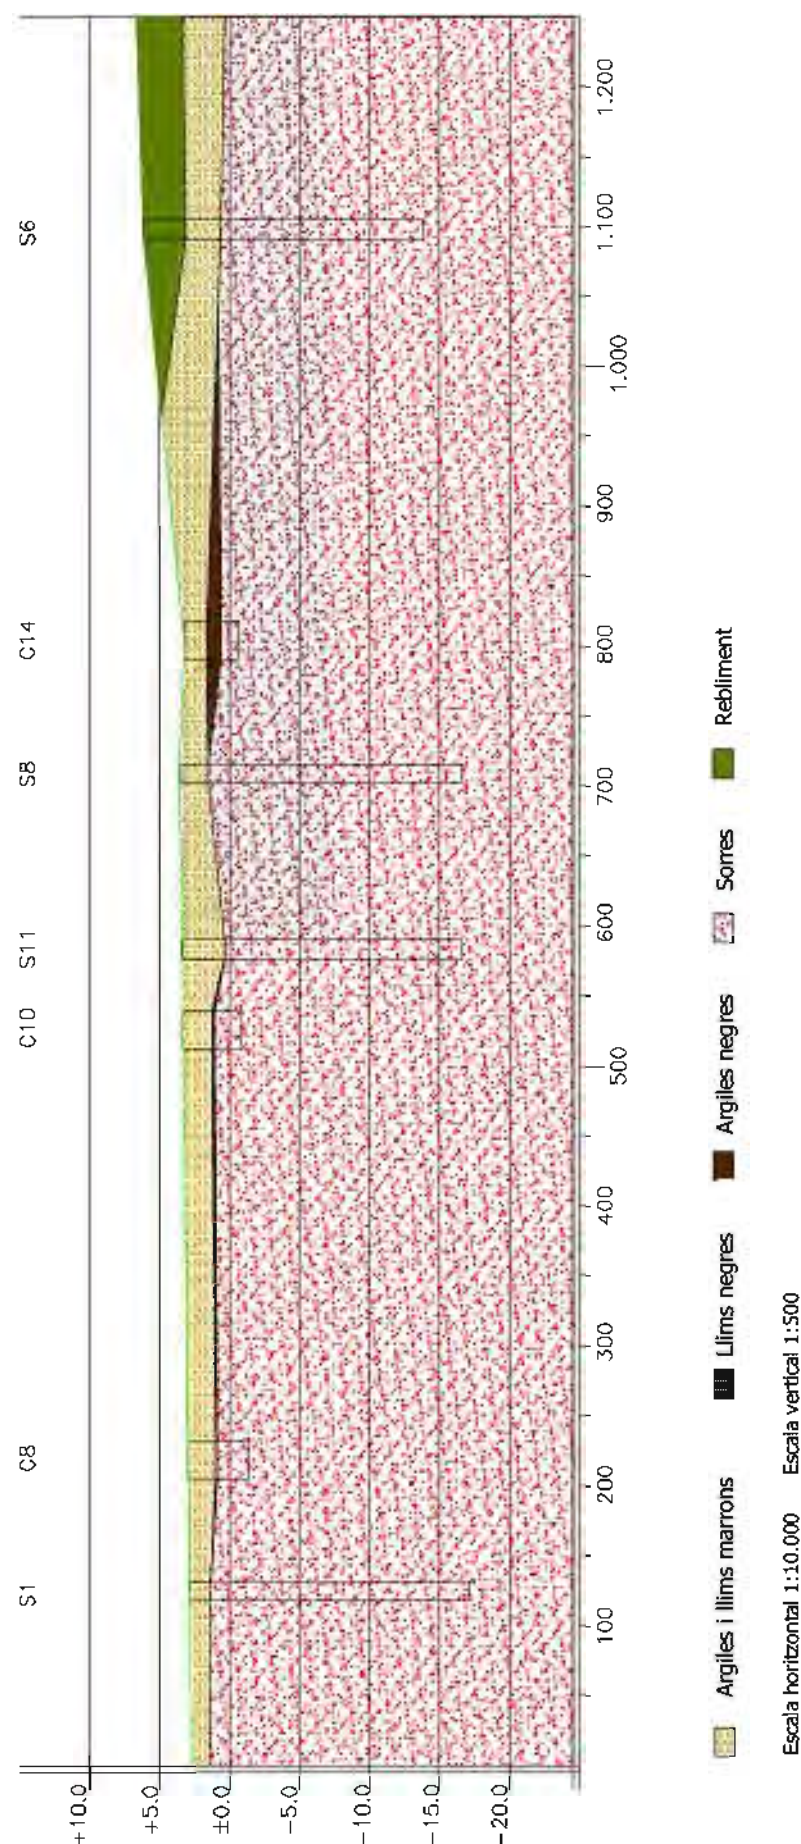 S1 C8 C10 S11 S8 C14 S6
+10.0
+5.0
±0.0
−5.0
−10.0
−15.0
−20.0
100 200 300 400 500 600 700 800 900 1.000 1.100 1.200
Argiles i llims marrons Llims negres Argiles negres Sorres Rebliment
Escala horitzontal 1:10.000 Escala vertical 1:500